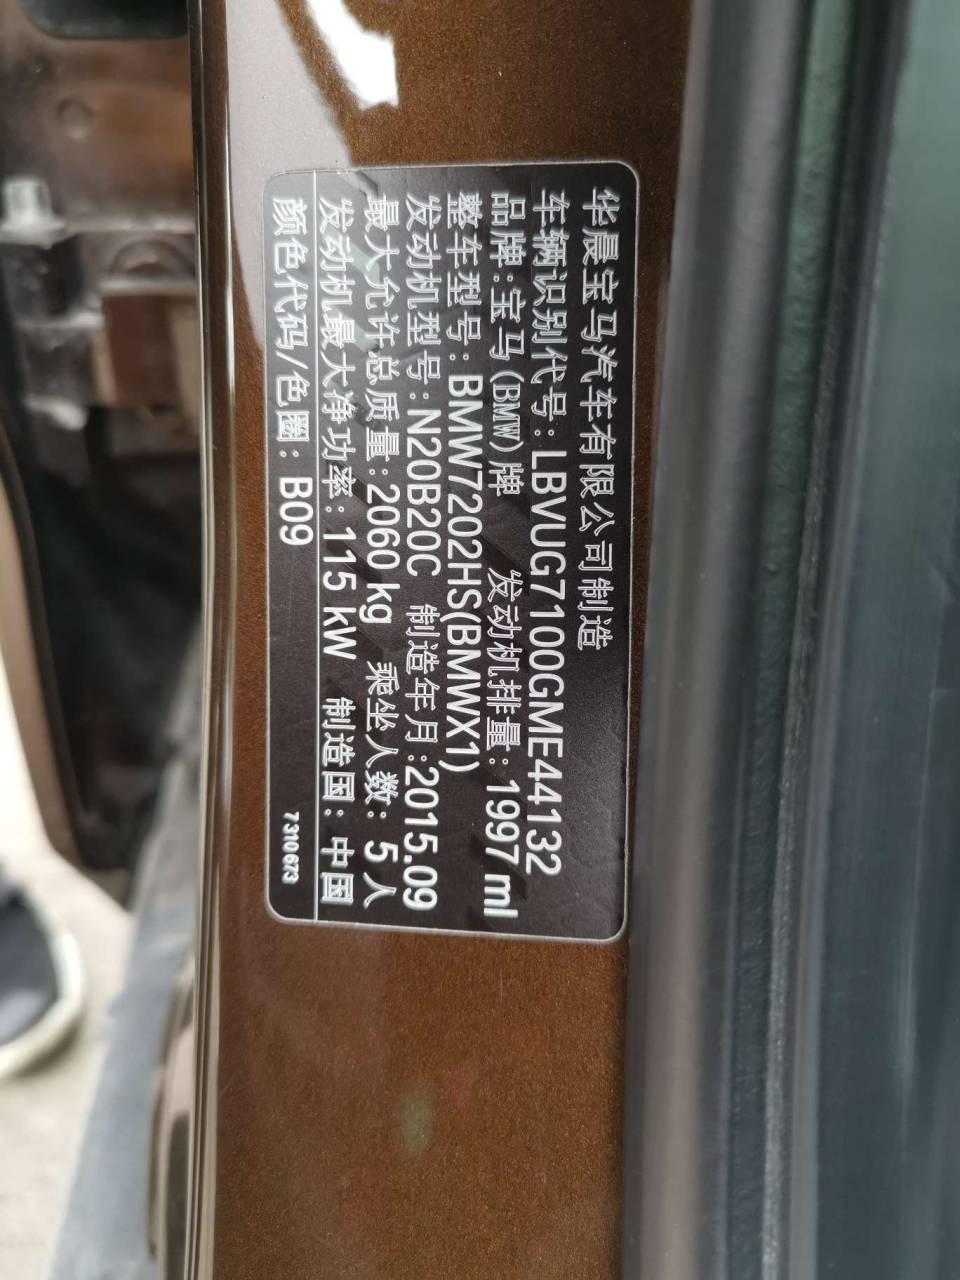 华晨宝马汽车有限公司制造
车辆识别代号:LBVUG7100GME44132
品牌:宝马(BMW)牌 发动机排量:1997 ml
整车型号:BMW7202HS(BMWX1)
发动机型号:N20B20C 制造年月:2015.09
最大允许总质量:2060 kg 乘坐人数:5人
发动机最大净功率:115 kW 制造国:中国
颜色代码/色圈:B09 7310673